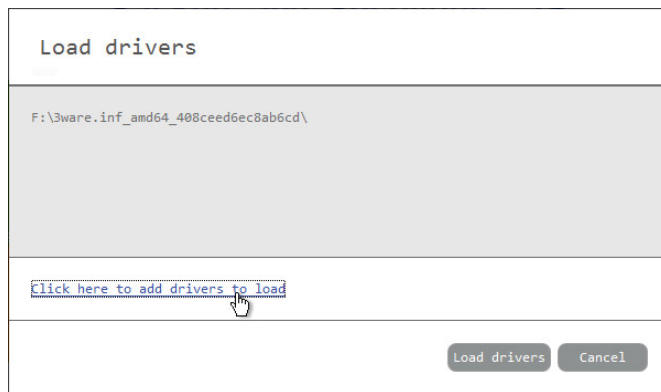 Load drivers
F:\3ware.inf_amd64_408ceed6ec8ab6cd\
Click here to add drivers to load
Load drivers
Cancel